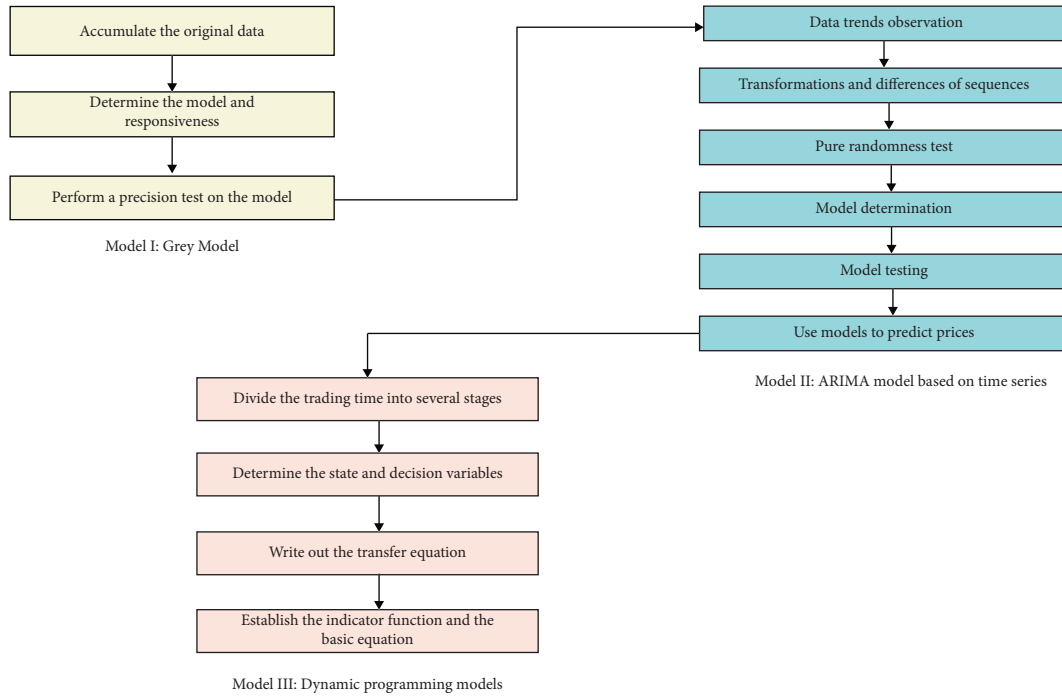 Accumulate the original data
Determine the model and
responsiveness
Perform a precision test on the model
Model I: Grey Model
Data trends observation
Transformations and differences of sequences
Pure randomness test
Model determination
Model testing
Use models to predict prices
Model II: ARIMA model based on time series
Divide the trading time into several stages
Determine the state and decision variables
Write out the transfer equation
Establish the indicator function and the
basic equation
Model III: Dynamic programming models